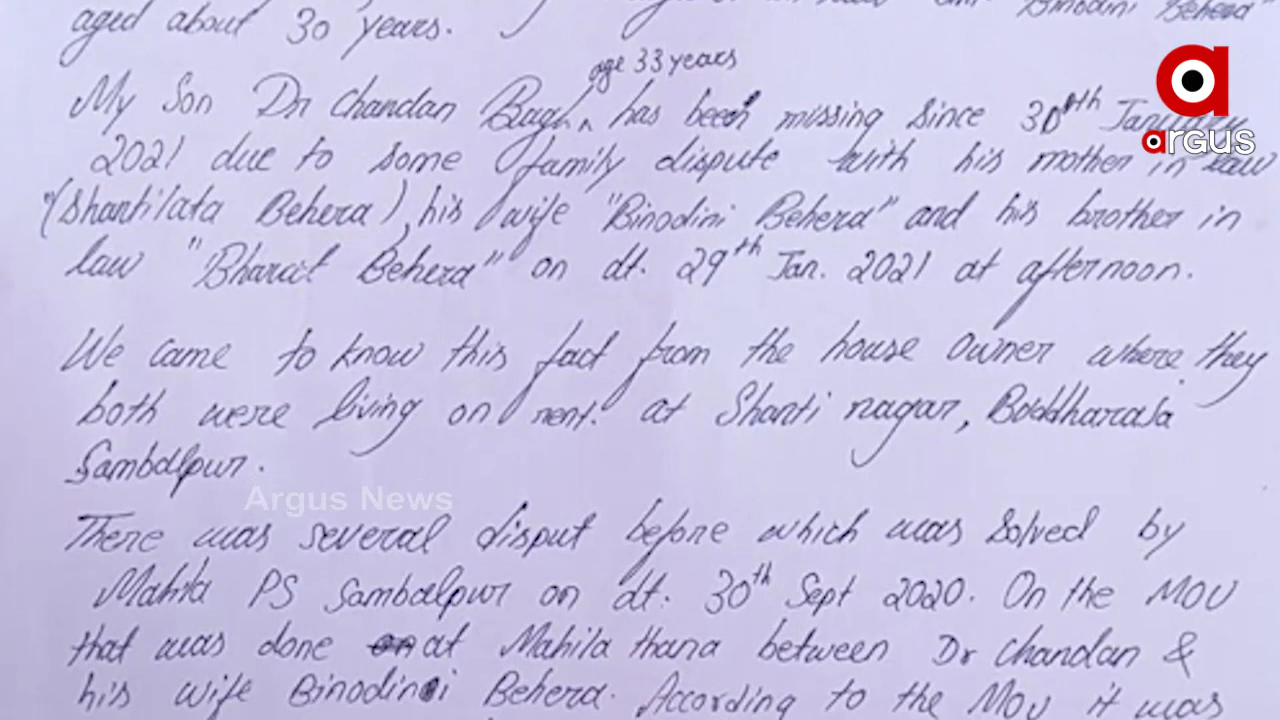 Binodini Behera"
aged about 30 years.
age 33 years
My Son Dr Chandan Bagh ^ has been missing since 30th January
2021 due to some family dispute with his mother in law
"(Shantilata Behera), his wife "Binodini Behera" and his brother in
law "Bharat Behera" on dt. 29th Jan. 2021 at afternoon.
We came to know this fact from the house owner where they
both were living on rent. at Shanti nagar, Boiddharaja
Sambalpur.
There was several disput before which was solved by
Mahila PS Sambalpur on dt. 30th Sept 2020. On the MOU
that was done at Mahila thana between Dr Chandan &
his wife Binodini Behera. According to the MOU it was
argus
Argus News